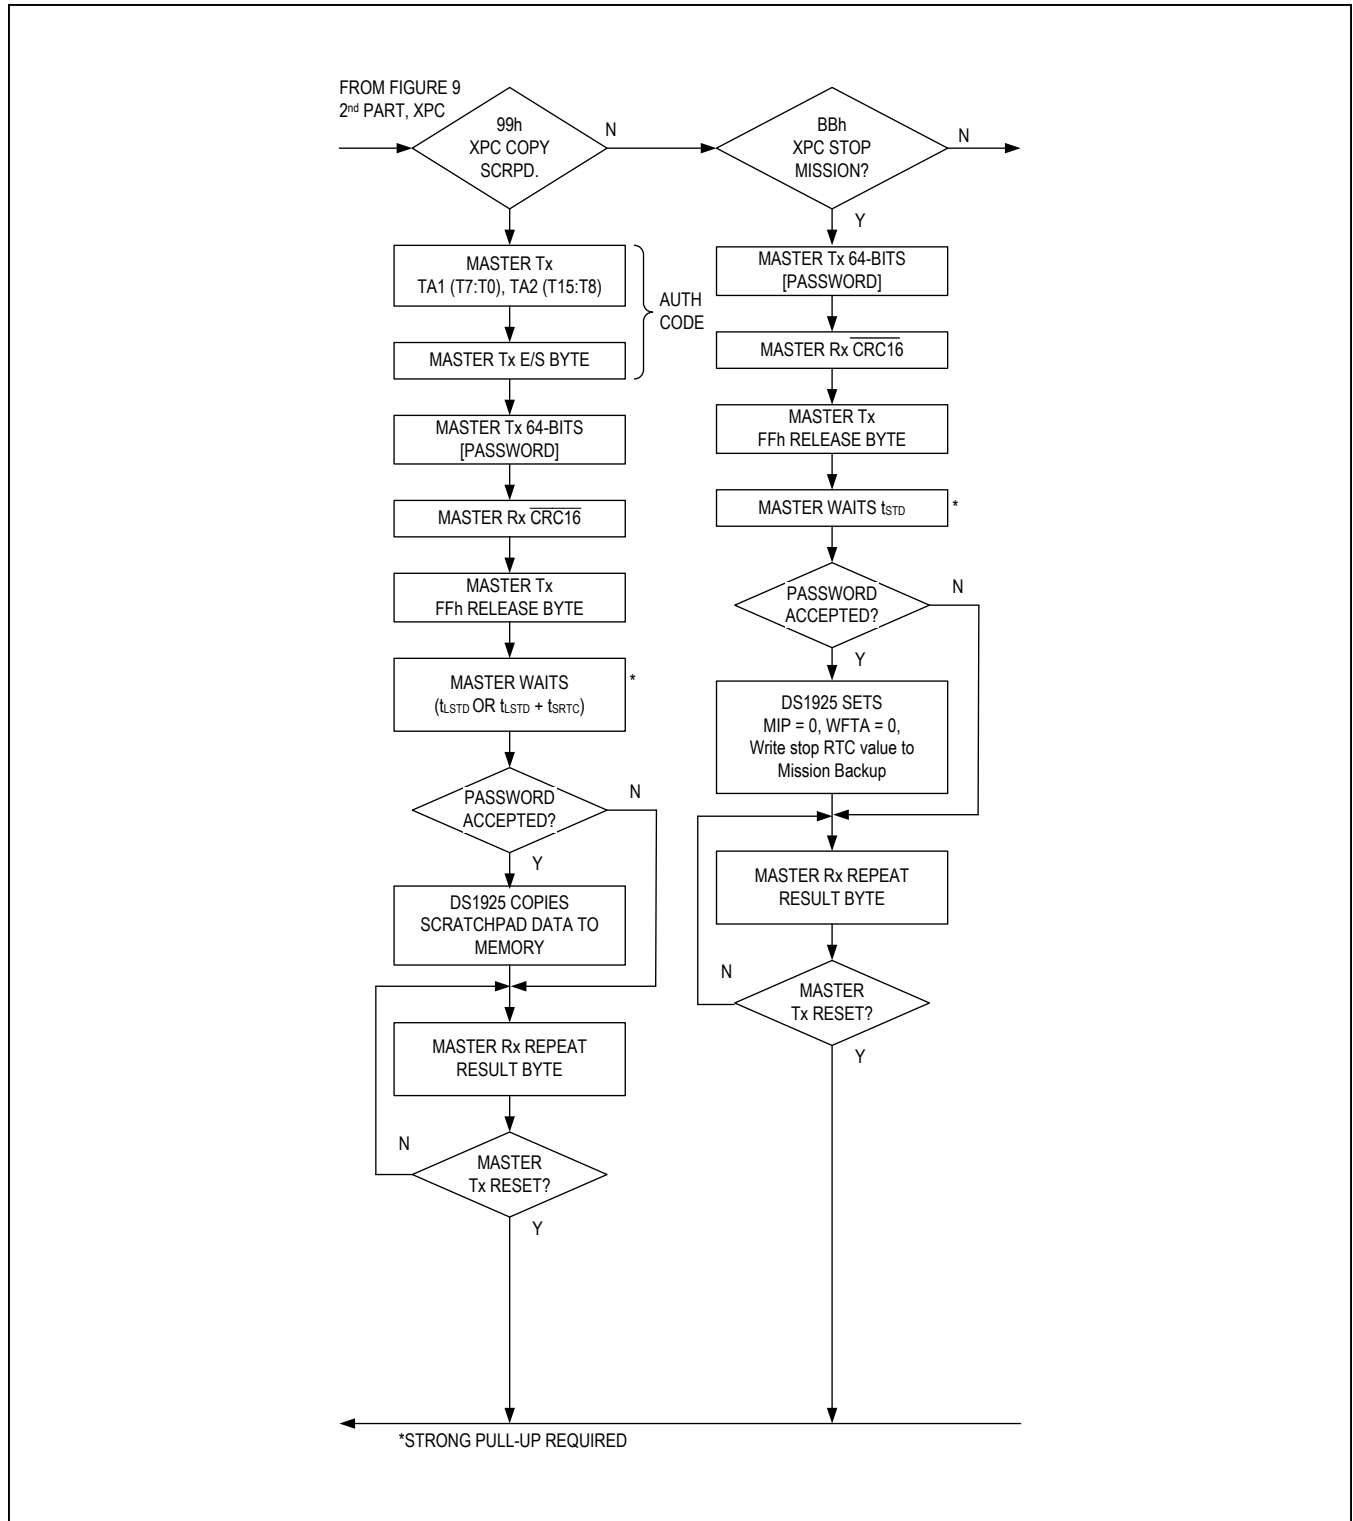 FROM FIGURE 9
2nd PART, XPC
99h
XPC COPY
SCRPD.
N
MASTER Tx
TA1 (T7:T0), TA2 (T15:T8)
MASTER Tx E/S BYTE
AUTH
CODE
MASTER Tx 64-BITS
[PASSWORD]
MASTER Rx CRC16
MASTER Tx
FFh RELEASE BYTE
MASTER WAITS
(tLSTD OR tLSTD + tSRTC)
*
PASSWORD
ACCEPTED?
N
Y
DS1925 COPIES
SCRATCHPAD DATA TO
MEMORY
MASTER Rx REPEAT
RESULT BYTE
N
MASTER
Tx RESET?
Y
BBh
XPC STOP
MISSION?
N
Y
MASTER Tx 64-BITS
[PASSWORD]
MASTER Rx CRC16
MASTER Tx
FFh RELEASE BYTE
MASTER WAITS tSTD
*
PASSWORD
ACCEPTED?
N
Y
DS1925 SETS
MIP = 0, WFTA = 0,
Write stop RTC value to
Mission Backup
MASTER Rx REPEAT
RESULT BYTE
N
MASTER
Tx RESET?
Y
*STRONG PULL-UP REQUIRED